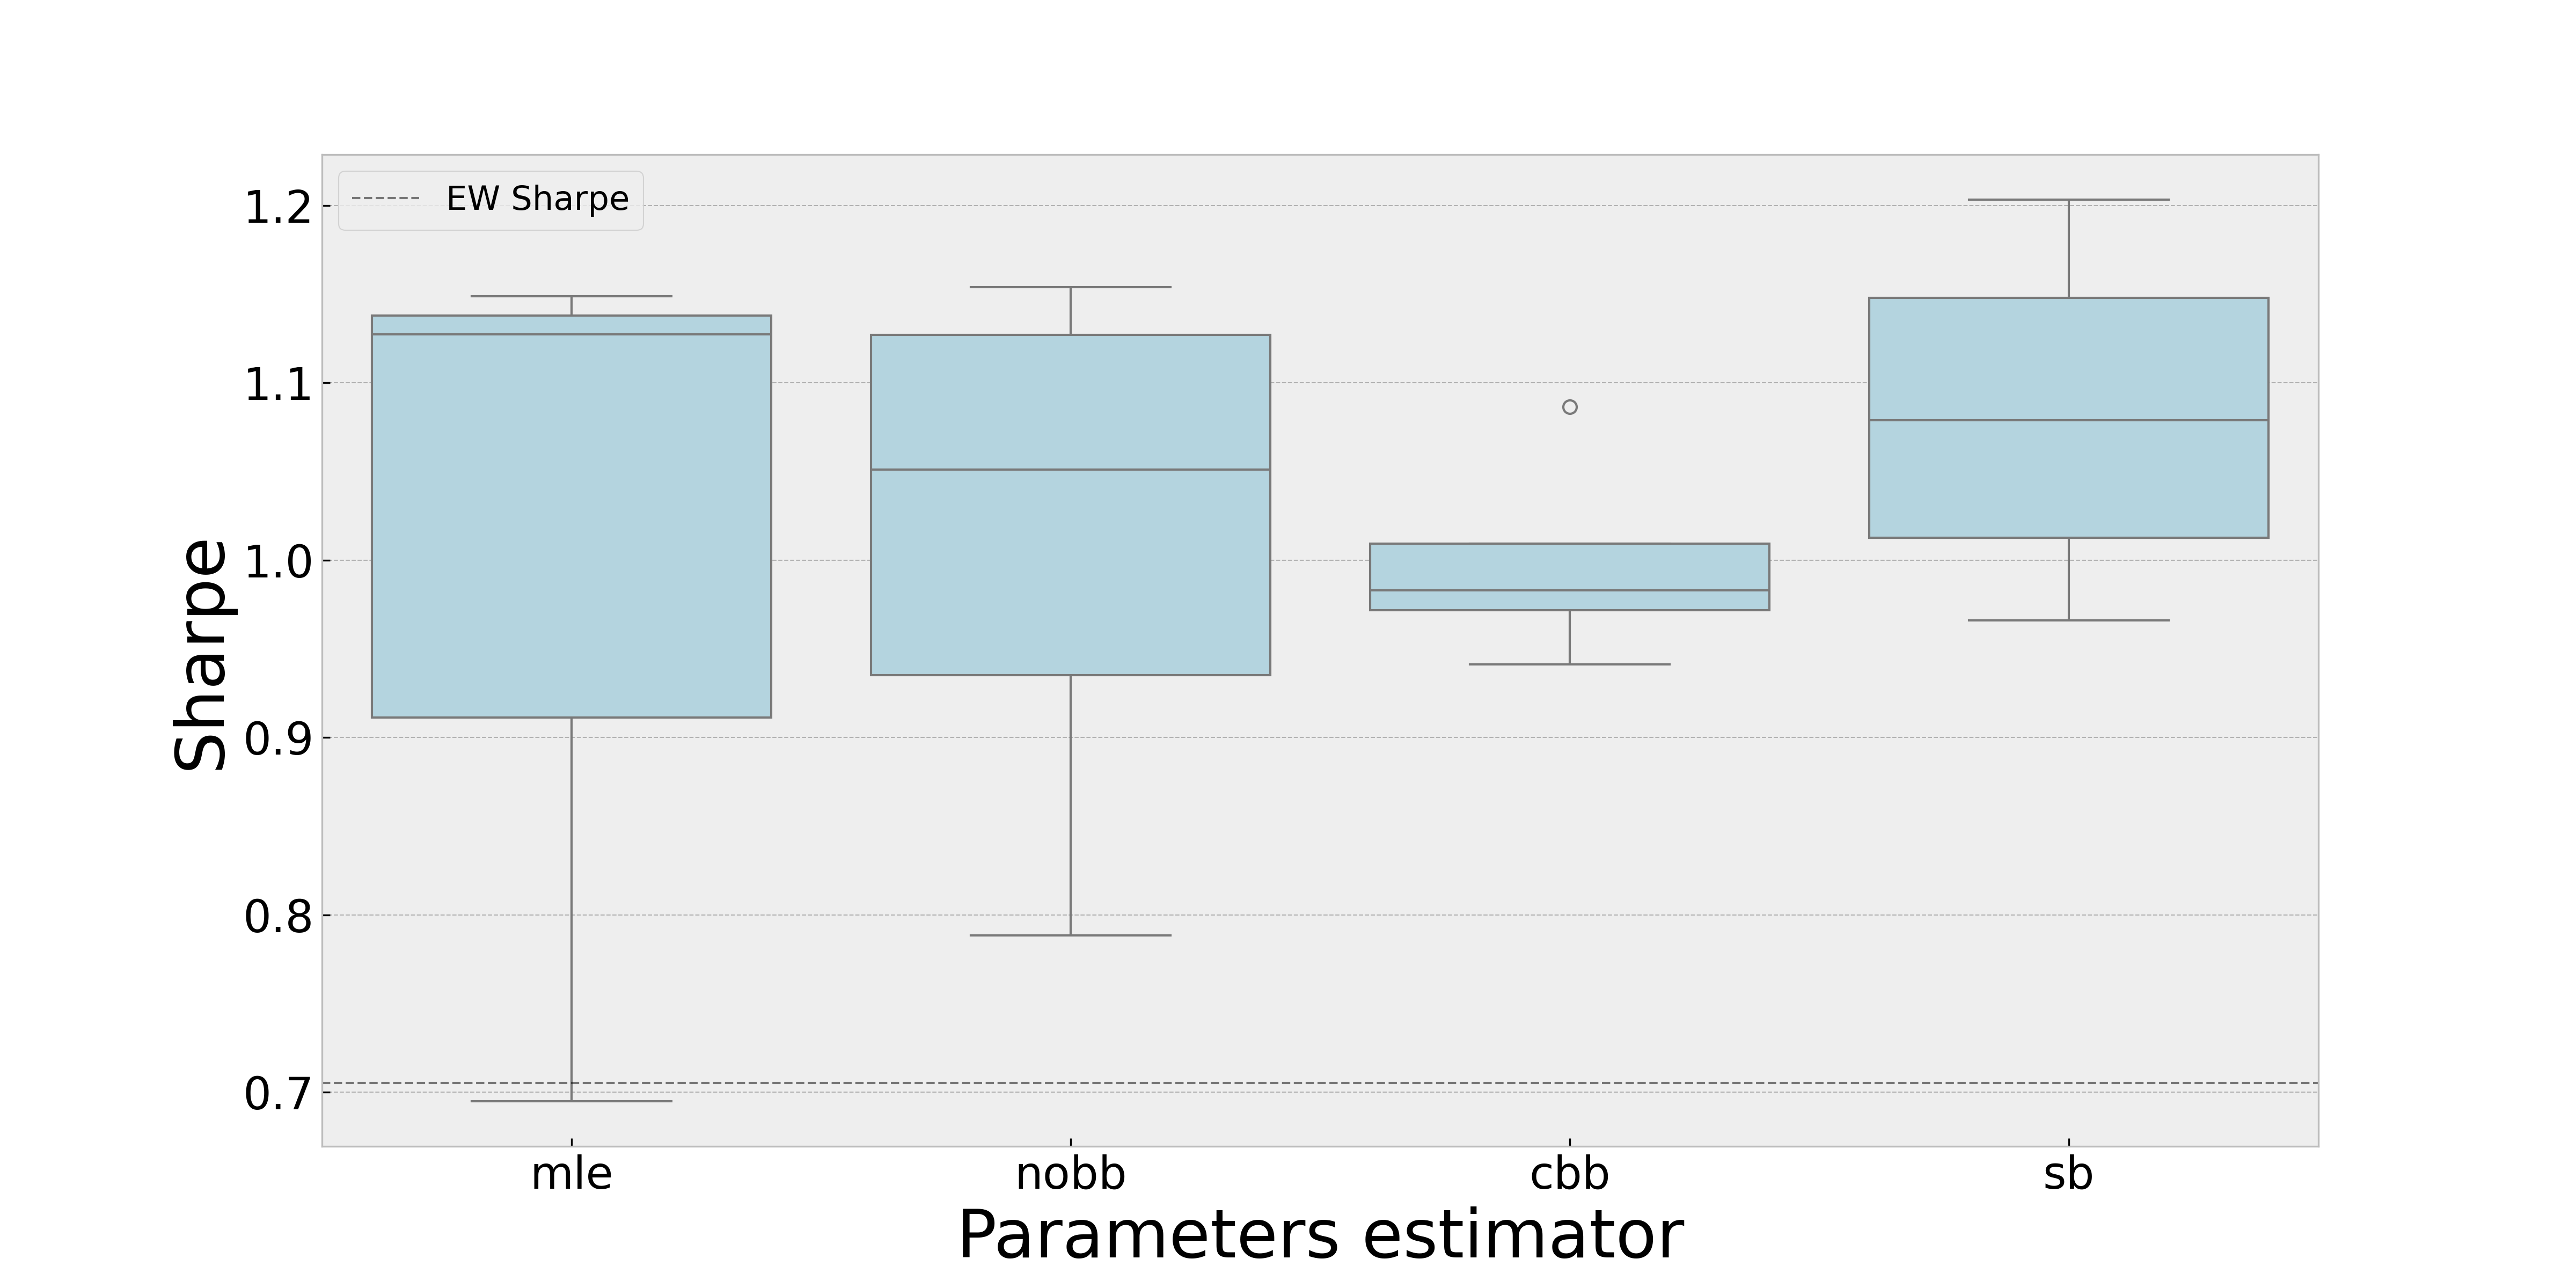 EW Sharpe
1.2
1.1
1.0
0.9
0.8
0.7
Sharpe
mle nobb cbb sb
Parameters estimator